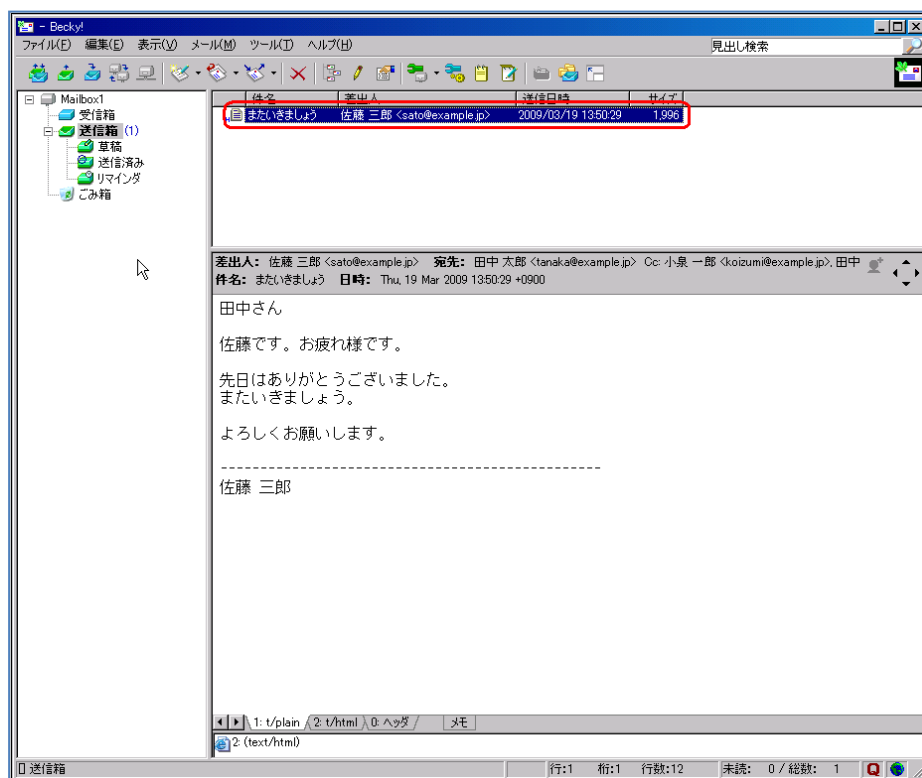 - Becky!
ファイル(F) 編集(E) 表示(V) メール(M) ツール(T) ヘルプ(H)
見出し検索
Mailbox1
受信箱
送信箱 (1)
草稿
送信済み
リマインダ
ごみ箱
件名 差出人 送信日時 サイズ
またいきましょう 佐藤 三郎 <sato@example.jp> 2009/03/19 13:50:29 1,996
差出人: 佐藤 三郎 <sato@example.jp> 宛先: 田中 太郎 <tanaka@example.jp> Cc: 小泉 一郎 <koizumi@example.jp>, 田中
件名: またいきましょう 日時: Thu, 19 Mar 2009 13:50:29 +0900
田中さん
佐藤です。お疲れ様です。
先日はありがとうございました。
またいきましょう。
よろしくお願いします。
-------------------------------------------------
佐藤 三郎
1: t/plain 2: t/html 0: ヘッダ メモ
2: (text/html)
送信箱 行:1 桁:1 行数:12 未読: 0 / 総数: 1 Q